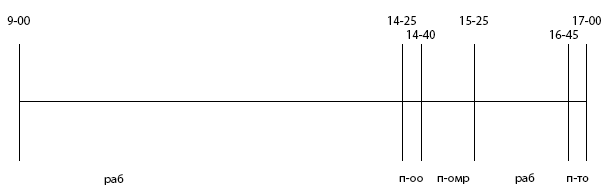 9-00 14-25 15-25 17-00
14-40 16-45
раб п-оо п-омр раб п-то